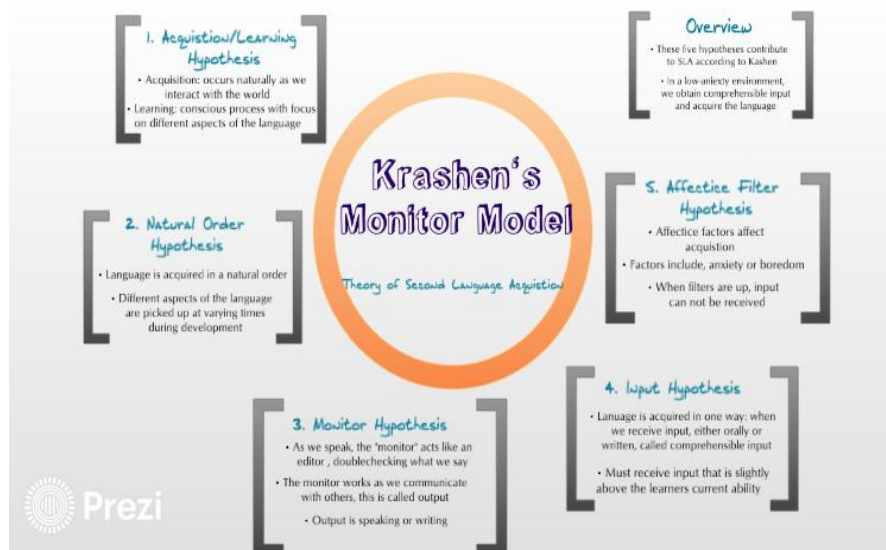 Krashen's
Monitor Model
Theory of Second Language Acquistion
1. Acquistion/Learning
Hypothesis
• Acquisition: occurs naturally as we
interact with the world
• Learning: conscious process with focus
on different aspects of the language
2. Natural Order
Hypothesis
• Language is acquired in a natural order
• Different aspects of the language
are picked up at varying times
during development
3. Monitor Hypothesis
• As we speak, the "monitor" acts like an
editor , doublechecking what we say
• The monitor works as we communicate
with others, this is called output
• Output is speaking or writing
4. Input Hypothesis
• Lanuage is acquired in one way: when
we receive input, either orally or
written, called comprehensible input
• Must receive input that is slightly
above the learners current ability
5. Affectice Filter
Hypothesis
• Affectice factors affect
acquistion
• Factors include, anxiety or boredom
• When filters are up, input
can not be received
Overview
• These five hypotheses contribute
to SLA according to Kashen
• In a low-aniexty environment,
we obtain comprehensible input
and acquire the language
Prezi